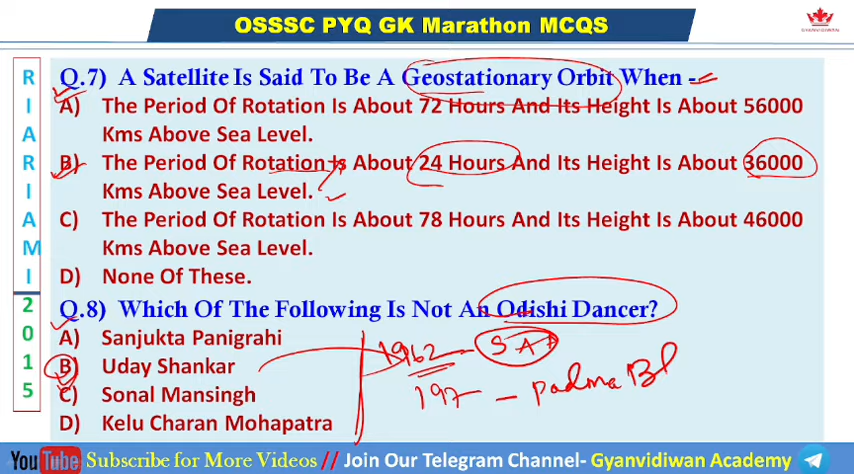 OSSSC PYQ GK Marathon MCQS
GYANVIDIWAN
RI
ARI
AMI
2015
Q.7) A Satellite Is Said To Be A Geostationary Orbit When -
A) The Period Of Rotation Is About 72 Hours And Its Height Is About 56000
Kms Above Sea Level.
B) The Period Of Rotation Is About 24 Hours And Its Height Is About 36000
Kms Above Sea Level.
C) The Period Of Rotation Is About 78 Hours And Its Height Is About 46000
Kms Above Sea Level.
D) None Of These.
Q.8) Which Of The Following Is Not An Odishi Dancer?
A) Sanjukta Panigrahi
B) Uday Shankar
C) Sonal Mansingh
D) Kelu Charan Mohapatra
1962 - SA
197 - Padma
YouTube Subscribe for More Videos // Join Our Telegram Channel- Gyanvidiwan Academy